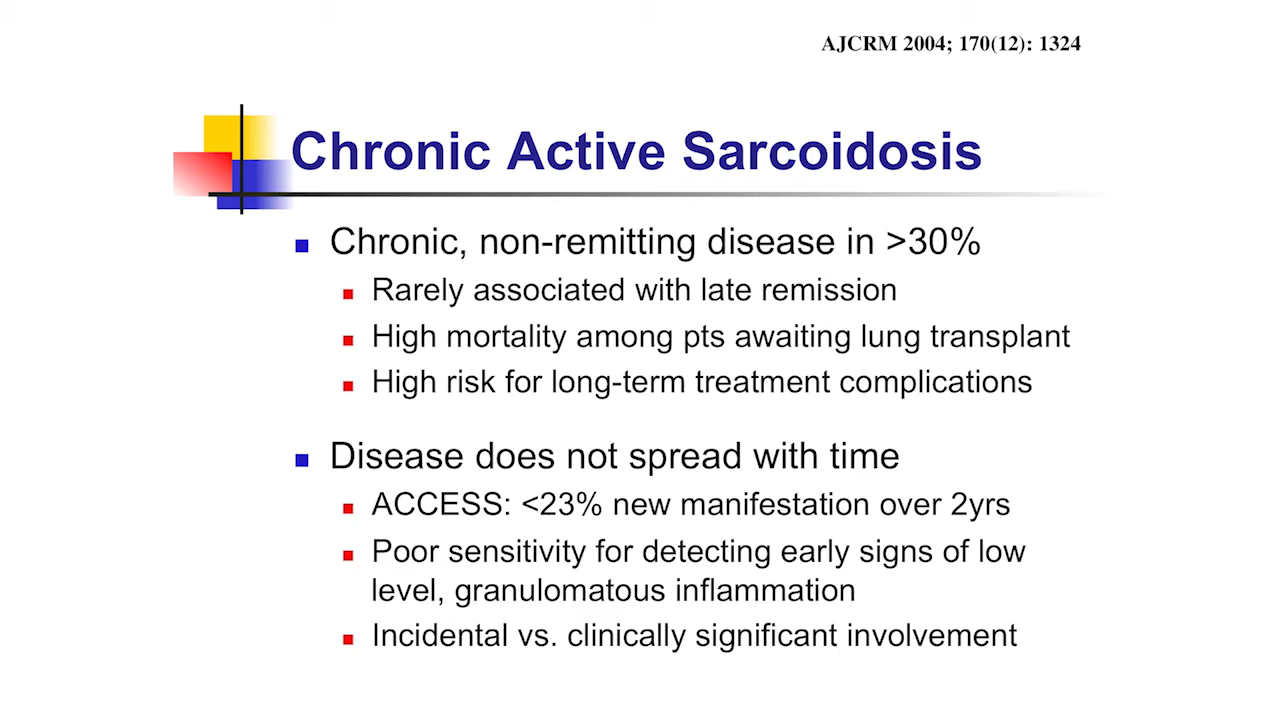 AJCRM 2004; 170(12): 1324
Chronic Active Sarcoidosis
Chronic, non-remitting disease in >30%
Rarely associated with late remission
High mortality among pts awaiting lung transplant
High risk for long-term treatment complications
Disease does not spread with time
ACCESS: <23% new manifestation over 2yrs
Poor sensitivity for detecting early signs of low
level, granulomatous inflammation
Incidental vs. clinically significant involvement